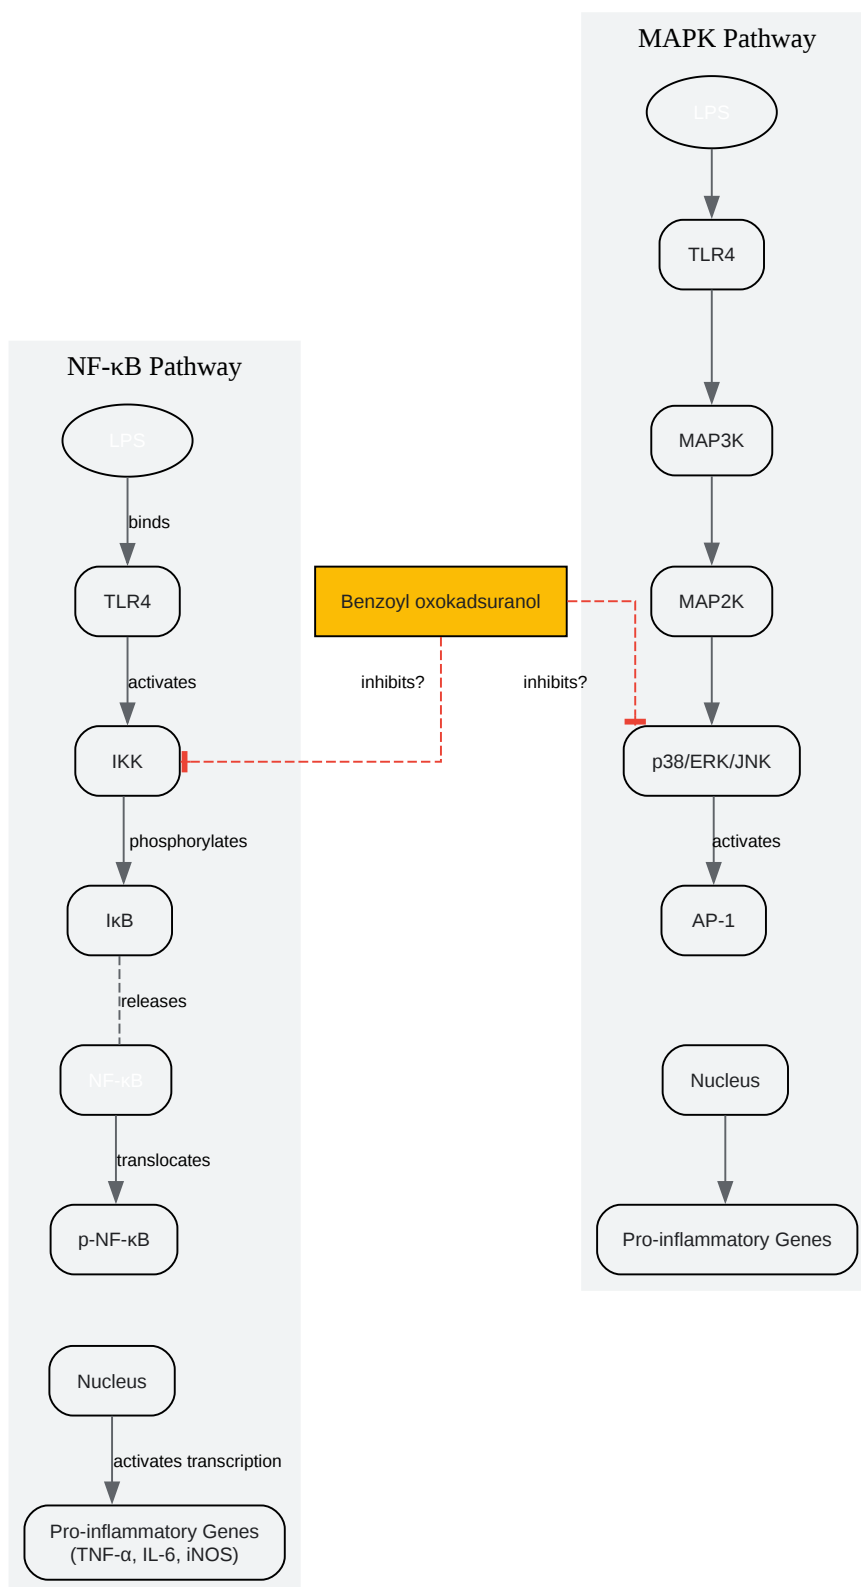 MAPK Pathway
LPS
TLR4
MAP3K
MAP2K
p38/ERK/JNK
activates
AP-1
Nucleus
Pro-inflammatory Genes
NF-κB Pathway
LPS
binds
TLR4
activates
IKK
phosphorylates
IκB
releases
NF-κB
translocates
p-NF-κB
Nucleus
activates transcription
Pro-inflammatory Genes
(TNF-α, IL-6, iNOS)
Benzoyl oxokadsuranol
inhibits?
inhibits?